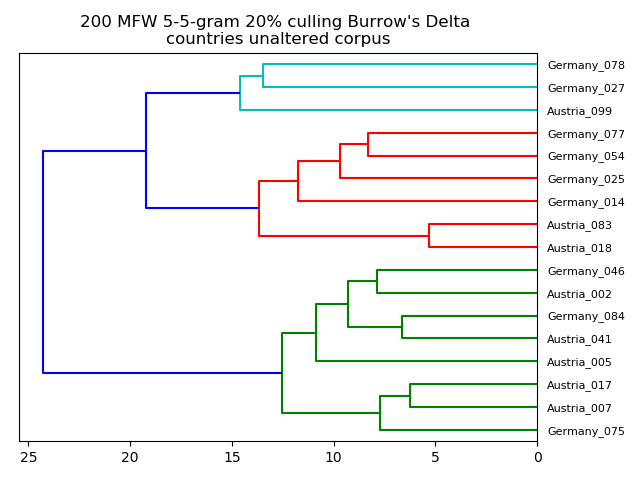 200 MFW 5-5-gram 20% culling Burrow's Delta
countries unaltered corpus
Germany_078
Germany_027
Austria_099
Germany_077
Germany_054
Germany_025
Germany_014
Austria_083
Austria_018
Germany_046
Austria_002
Germany_084
Austria_041
Austria_005
Austria_017
Austria_007
Germany_075
25 20 15 10 5 0